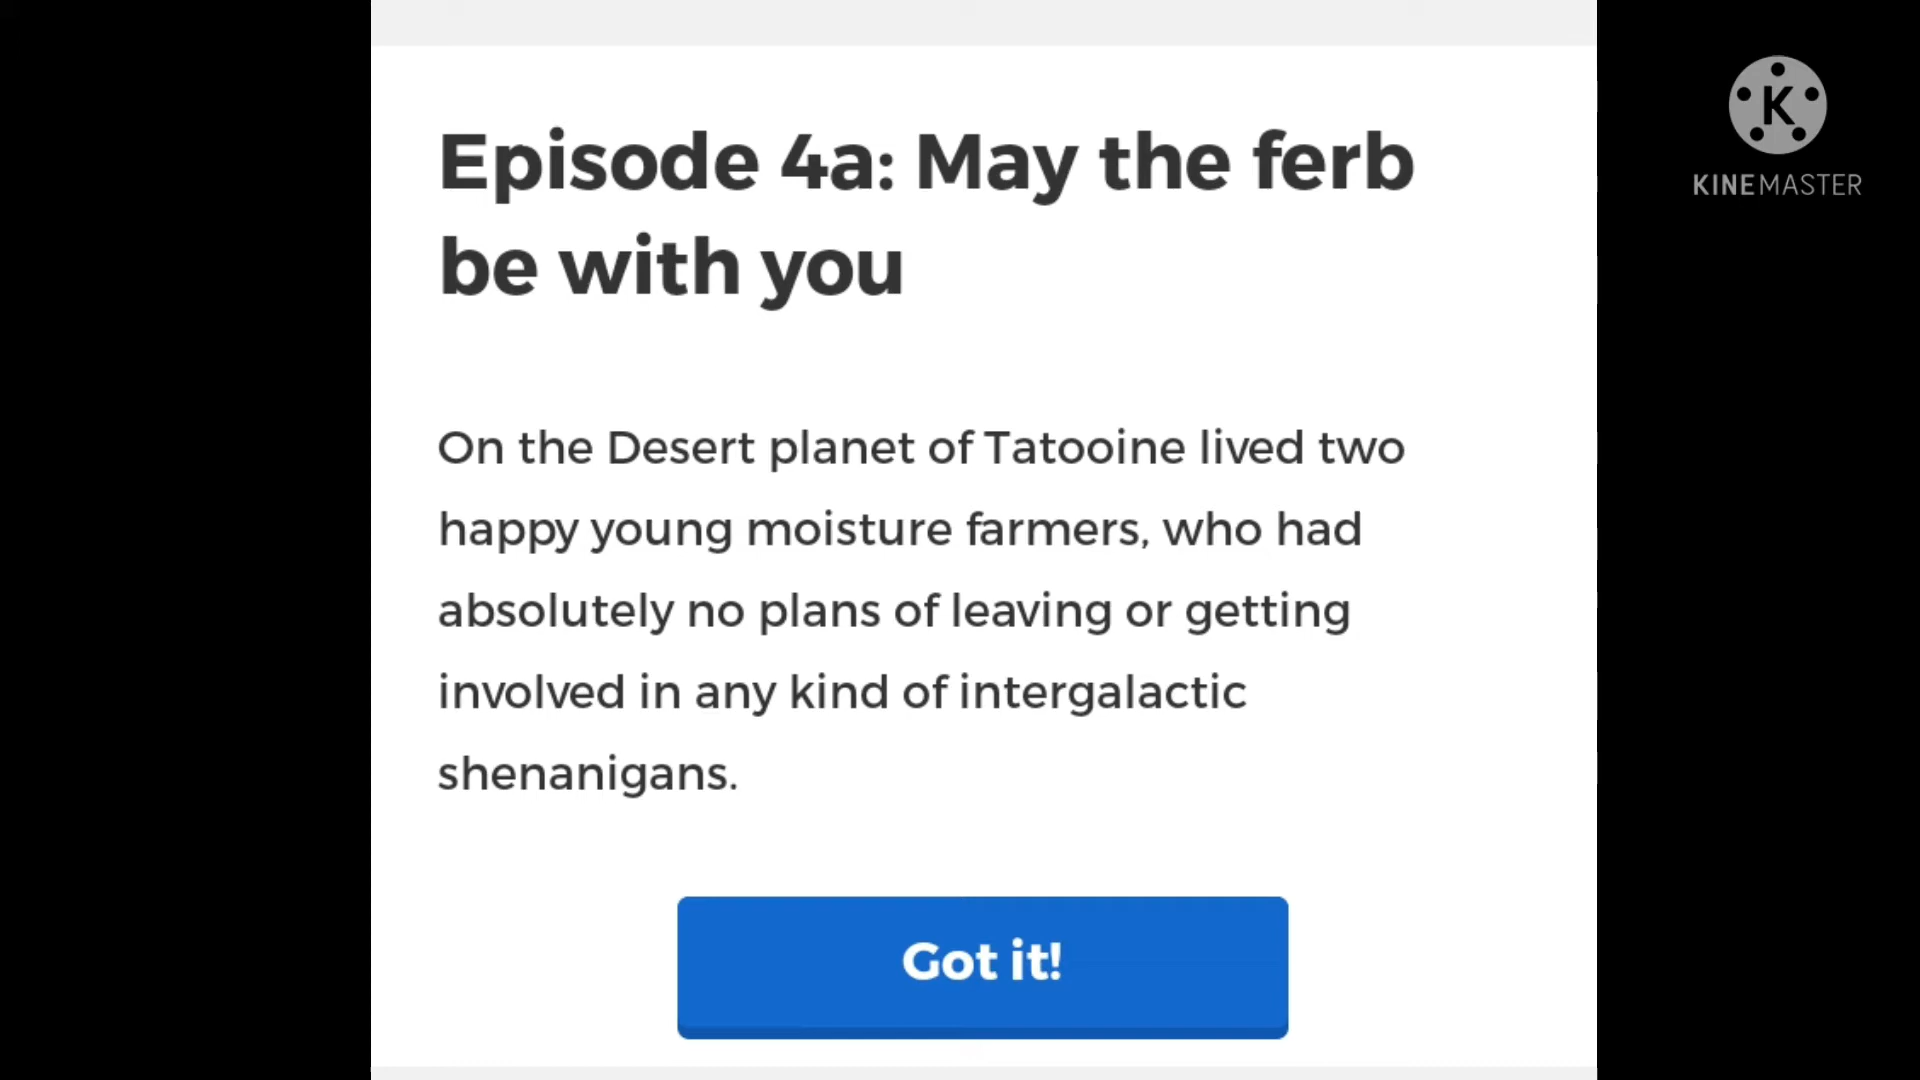 Episode 4a: May the ferb
be with you
On the Desert planet of Tatooine lived two
happy young moisture farmers, who had
absolutely no plans of leaving or getting
involved in any kind of intergalactic
shenanigans.
Got it!
K
KINEMASTER